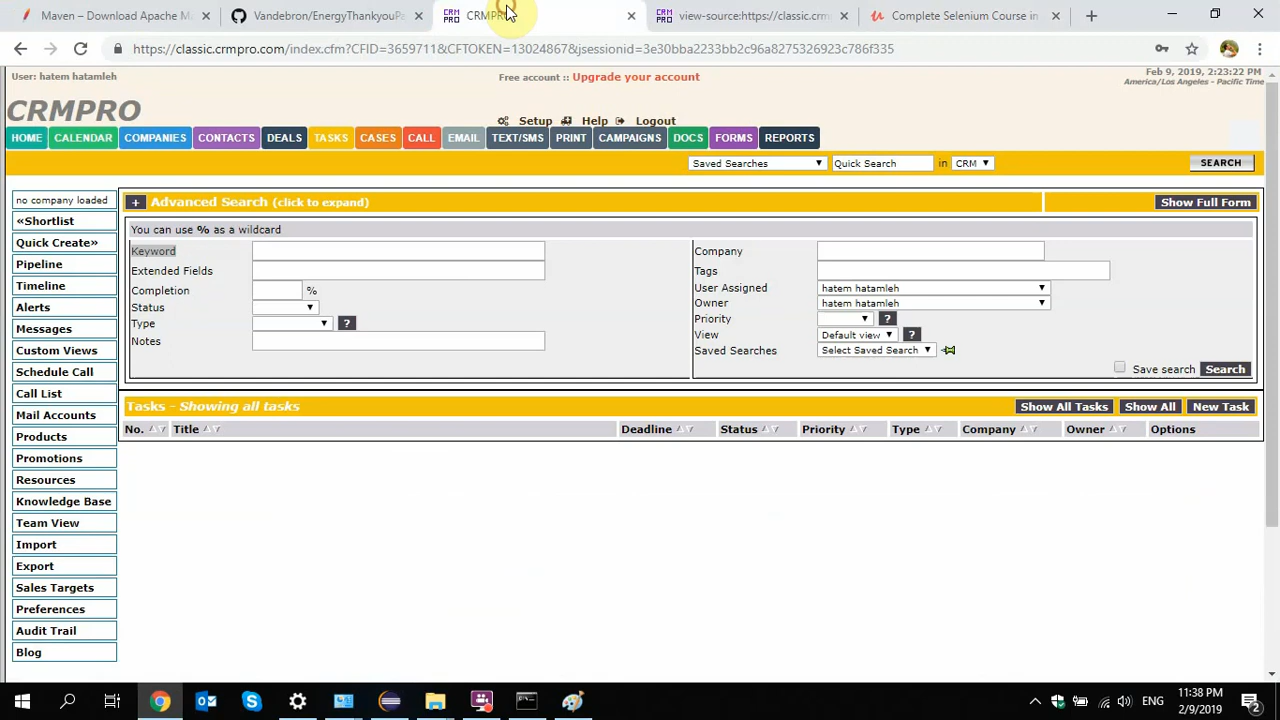 Maven – Download Apache M
Vandebron/EnergyThankyouPa
CRMPR
view-source:https://classic.crmp
Complete Selenium Course in
https://classic.crmpro.com/index.cfm?CFID=3659711&CFTOKEN=13024867&jsessionid=3e30bba2233bb2c96a8275326923c786f335
User: hatem hatamleh
Free account :: Upgrade your account
Feb 9, 2019, 2:23:22 PM
America/Los Angeles - Pacific Time
CRMPRO
Setup Help Logout
HOME CALENDAR COMPANIES CONTACTS DEALS TASKS CASES CALL EMAIL TEXT/SMS PRINT CAMPAIGNS DOCS FORMS REPORTS
Saved Searches Quick Search in CRM SEARCH
no company loaded
«Shortlist
Quick Create»
Pipeline
Timeline
Alerts
Messages
Custom Views
Schedule Call
Call List
Mail Accounts
Products
Promotions
Resources
Knowledge Base
Team View
Import
Export
Sales Targets
Preferences
Audit Trail
Blog
+ Advanced Search (click to expand) Show Full Form
You can use % as a wildcard
Keyword
Extended Fields
Completion %
Status
Type ?
Notes
Company
Tags
User Assigned hatem hatamleh
Owner hatem hatamleh
Priority ?
View Default view ?
Saved Searches Select Saved Search
Save search Search
Tasks - Showing all tasks Show All Tasks Show All New Task
No. Title Deadline Status Priority Type Company Owner Options
ENG
11:38 PM
2/9/2019
2